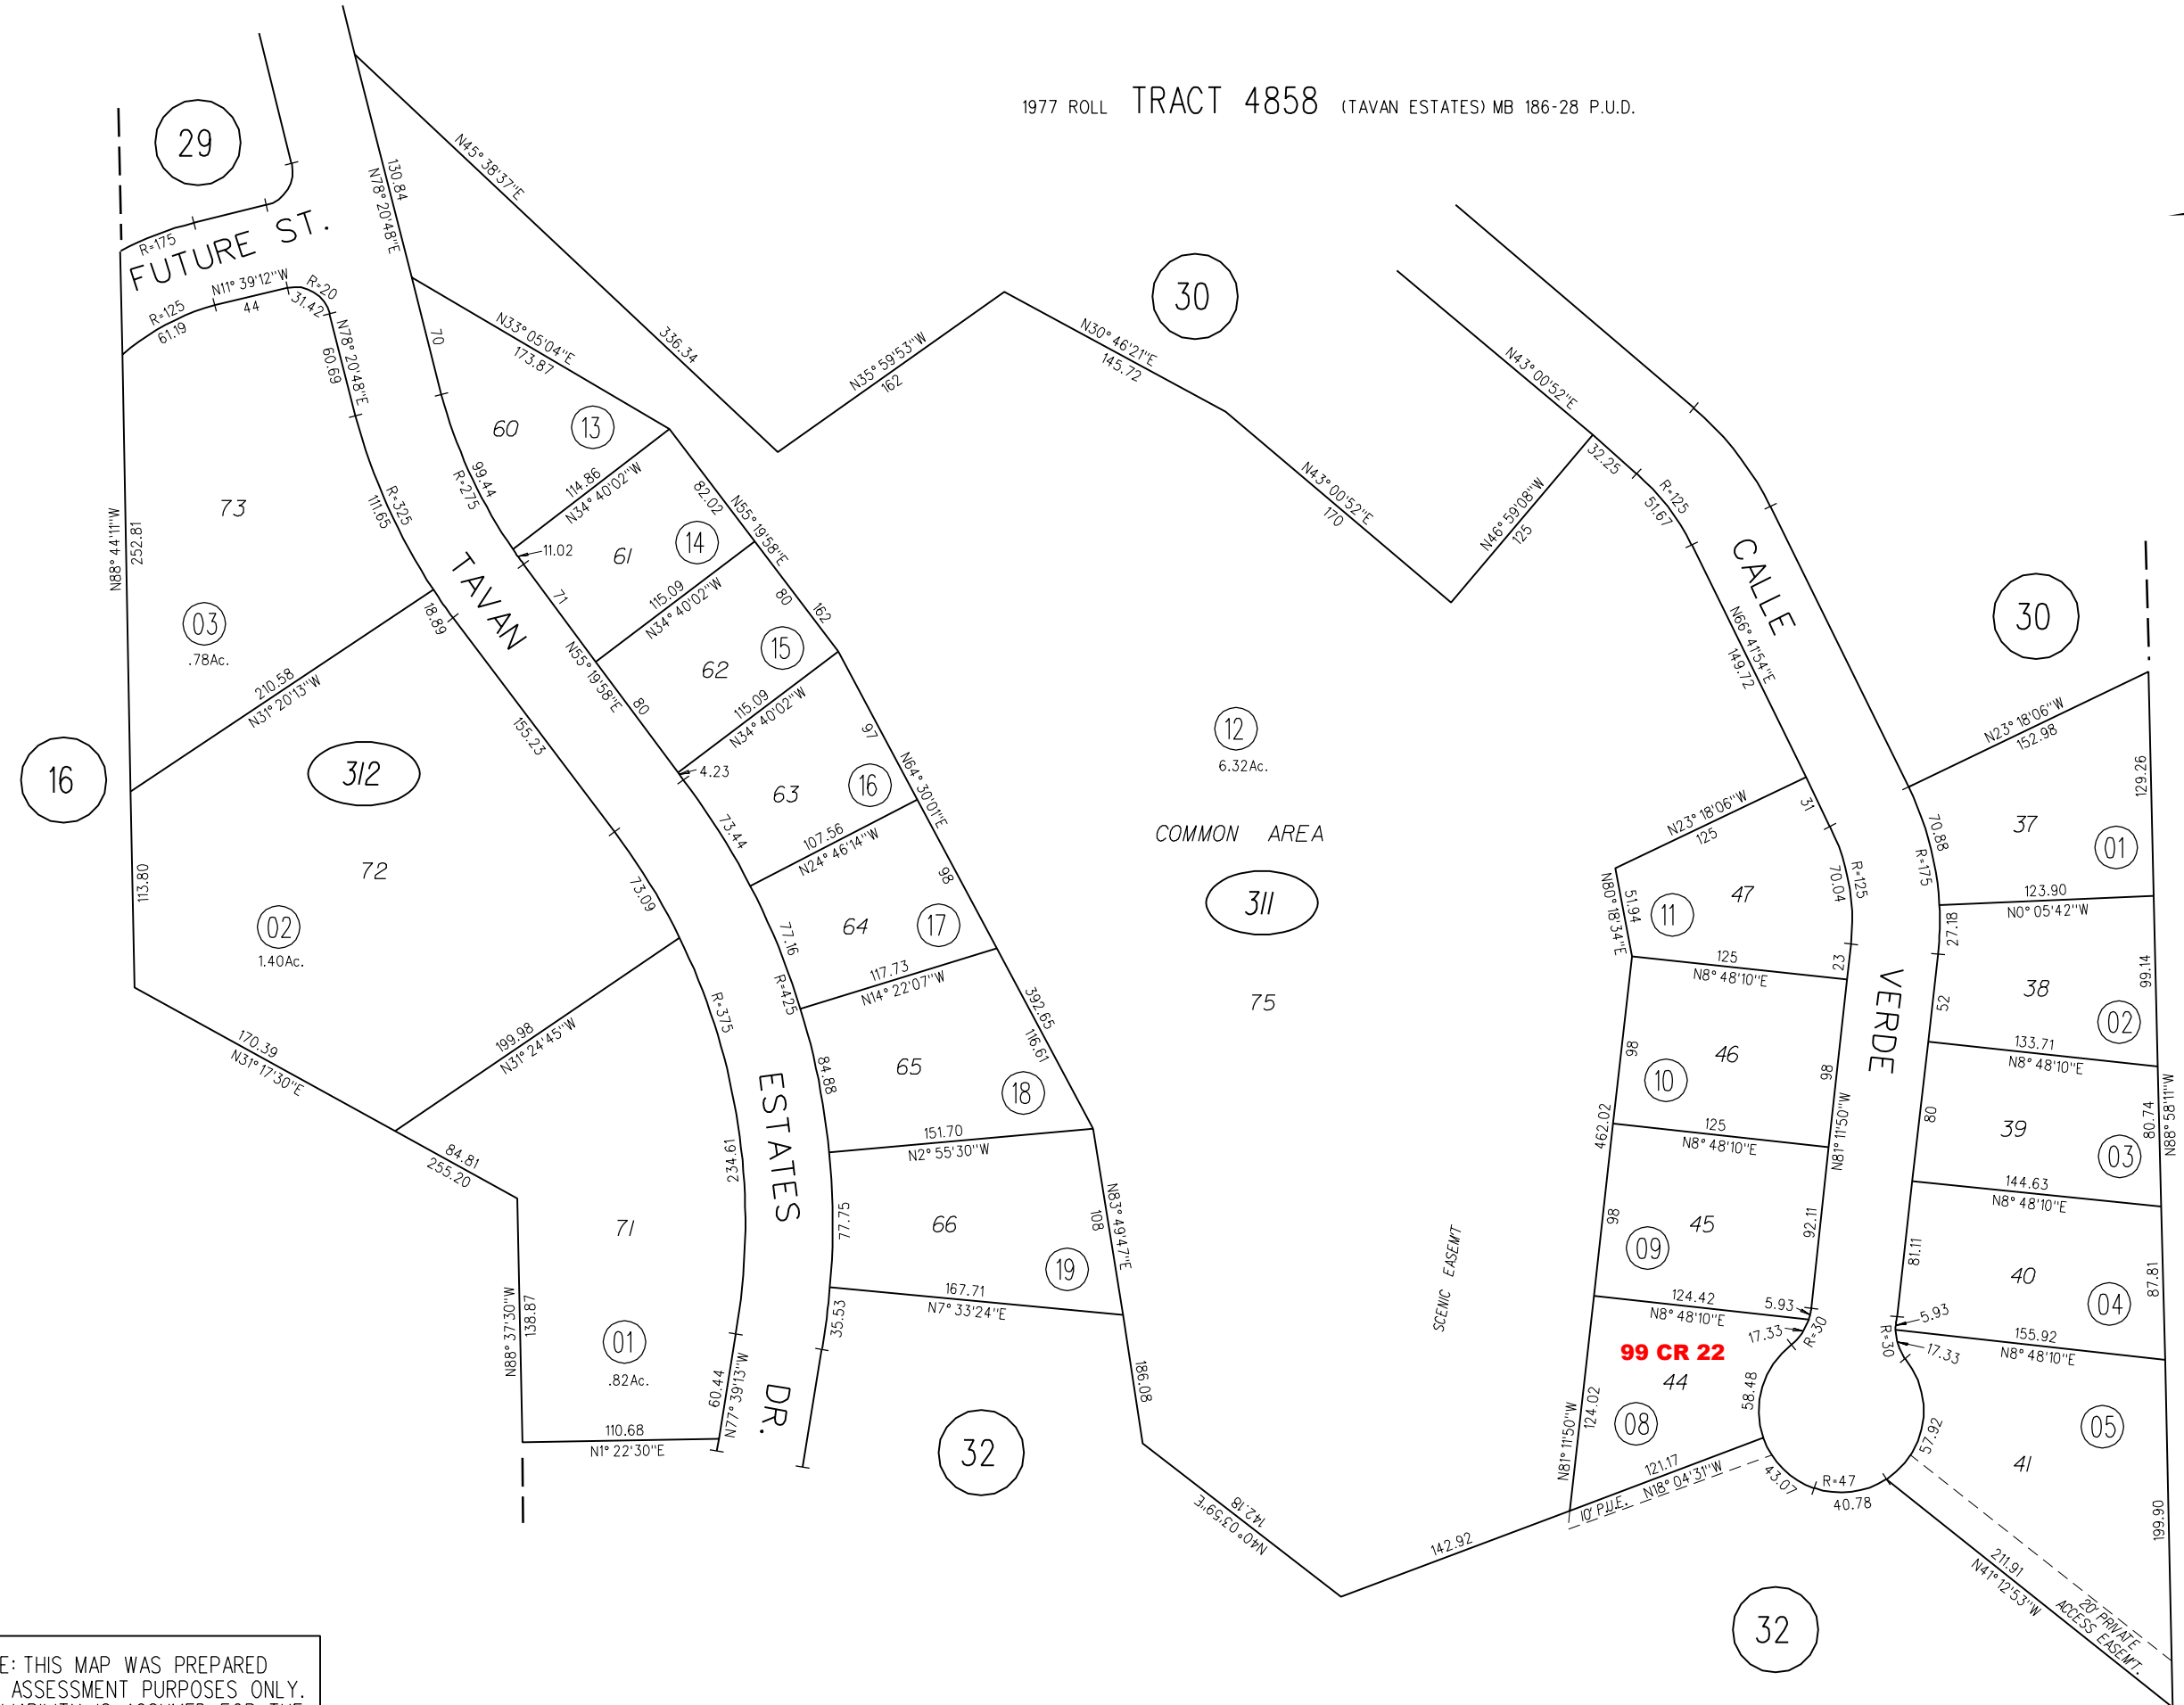 1977 ROLL TRACT 4858 (TAVAN ESTATES) MB 186-28 P.U.D.
29
R=175
FUTURE ST.
R=125
61.19
N11° 39'12"W
44
R=20
31.42
N78° 20'48"E
60.69
130.84
N78° 20'48"E
N45° 38'37"E
336.34
70
N33° 05'04"E
173.87
60
13
99.44
R=275
114.86
N34° 40'02"W
82.02
N55° 19'58"E
R=325
111.65
73
N88° 44'11"W
252.81
03
.78Ac.
18.89
210.58
N31° 20'13"W
TAVAN
11.02
61
14
71
115.09
N34° 40'02"W
80
162
62
15
N55° 19'58"E
80
115.09
N34° 40'02"W
4.23
155.23
16
312
72
113.80
02
1.40Ac.
63
16
97
N64° 30'01"E
73.44
107.56
N24° 46'14"W
98
73.09
64
17
77.16
R=425
117.73
N14° 22'07"W
392.65
116.61
R=375
199.98
N31° 24'45"W
170.39
N31° 17'30"E
65
18
84.88
ESTATES
151.70
N2° 55'30"W
84.81
255.20
234.61
71
77.75
66
19
N83° 49'47"E
108
167.71
N7° 33'24"E
35.53
N88° 37'30"W
138.87
01
.82Ac.
60.44
N77° 39'13"W
DR.
110.68
N1° 22'30"E
32
186.08
142.18
N40° 03'59"E
142.92
N35° 59'53"W
162
30
N30° 46'21"E
145.72
N43° 00'52"E
170
N46° 59'08"W
125
N43° 00'52"E
32.25
R=125
51.67
CALLE
N66° 41'54"E
149.72
30
12
6.32Ac.
COMMON AREA
311
75
SCENIC EASEM'T
N23° 18'06"W
152.98
129.26
37
01
70.88
R=175
123.90
N0° 05'42"W
N23° 18'06"W
125
31
N80° 18'34"E
51.94
47
11
R=125
70.04
125
N8° 48'10"E
23
27.18
VERDE
52
38
99.14
02
133.71
N8° 48'10"E
98
46
10
98
N88° 58'11"W
80.74
80
39
03
462.02
125
N8° 48'10"E
N81° 11'50"W
144.63
N8° 48'10"E
98
45
09
92.11
81.11
40
87.81
04
124.42
N8° 48'10"E
5.93
5.93
17.33
R=30
R=30
17.33
155.92
N8° 48'10"E
99 CR 22
44
08
58.48
N81° 11'50"W
124.02
05
57.92
41
121.17
N18° 04'31"W
10' P.U.E.
43.07
R=47
40.78
199.90
211.91
N41° 12'53"W
20' PRIVATE
ACCESS EASEM'T.
32
E: THIS MAP WAS PREPARED
ASSESSMENT PURPOSES ONLY.